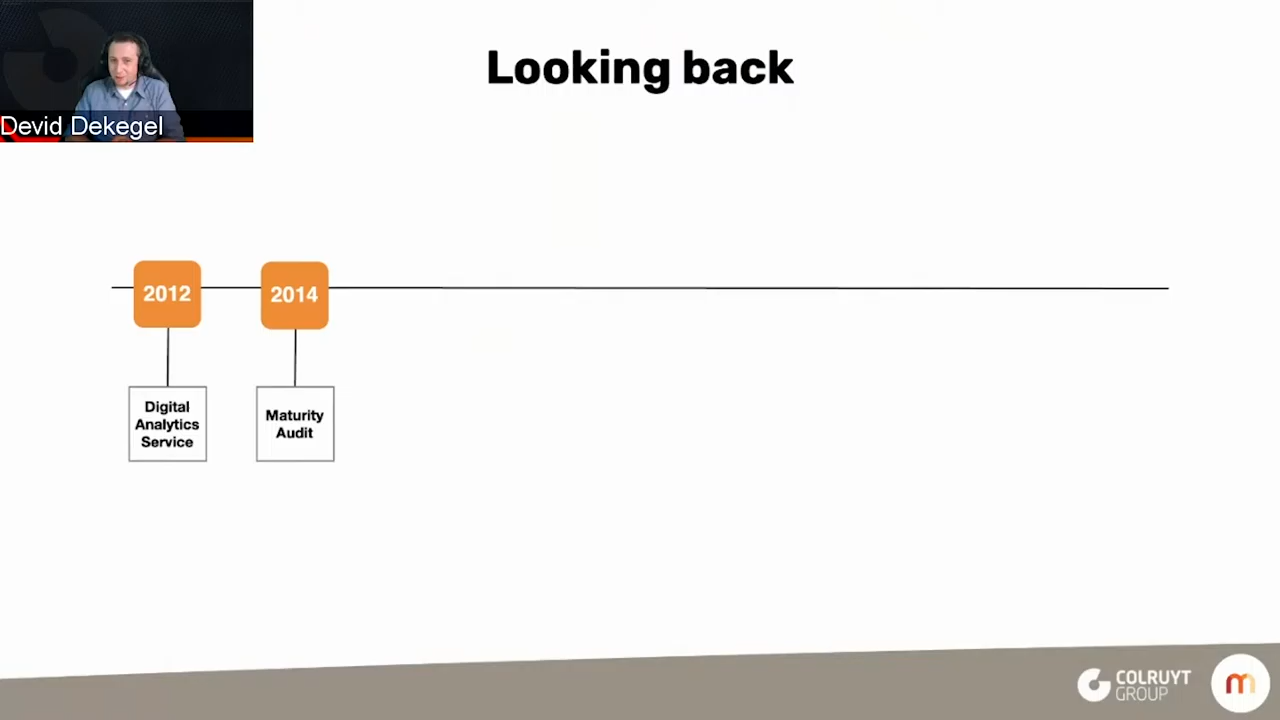 Looking back
Devid Dekegel
2012
2014
Digital
Analytics
Service
Maturity
Audit
COLRUYT
GROUP
m